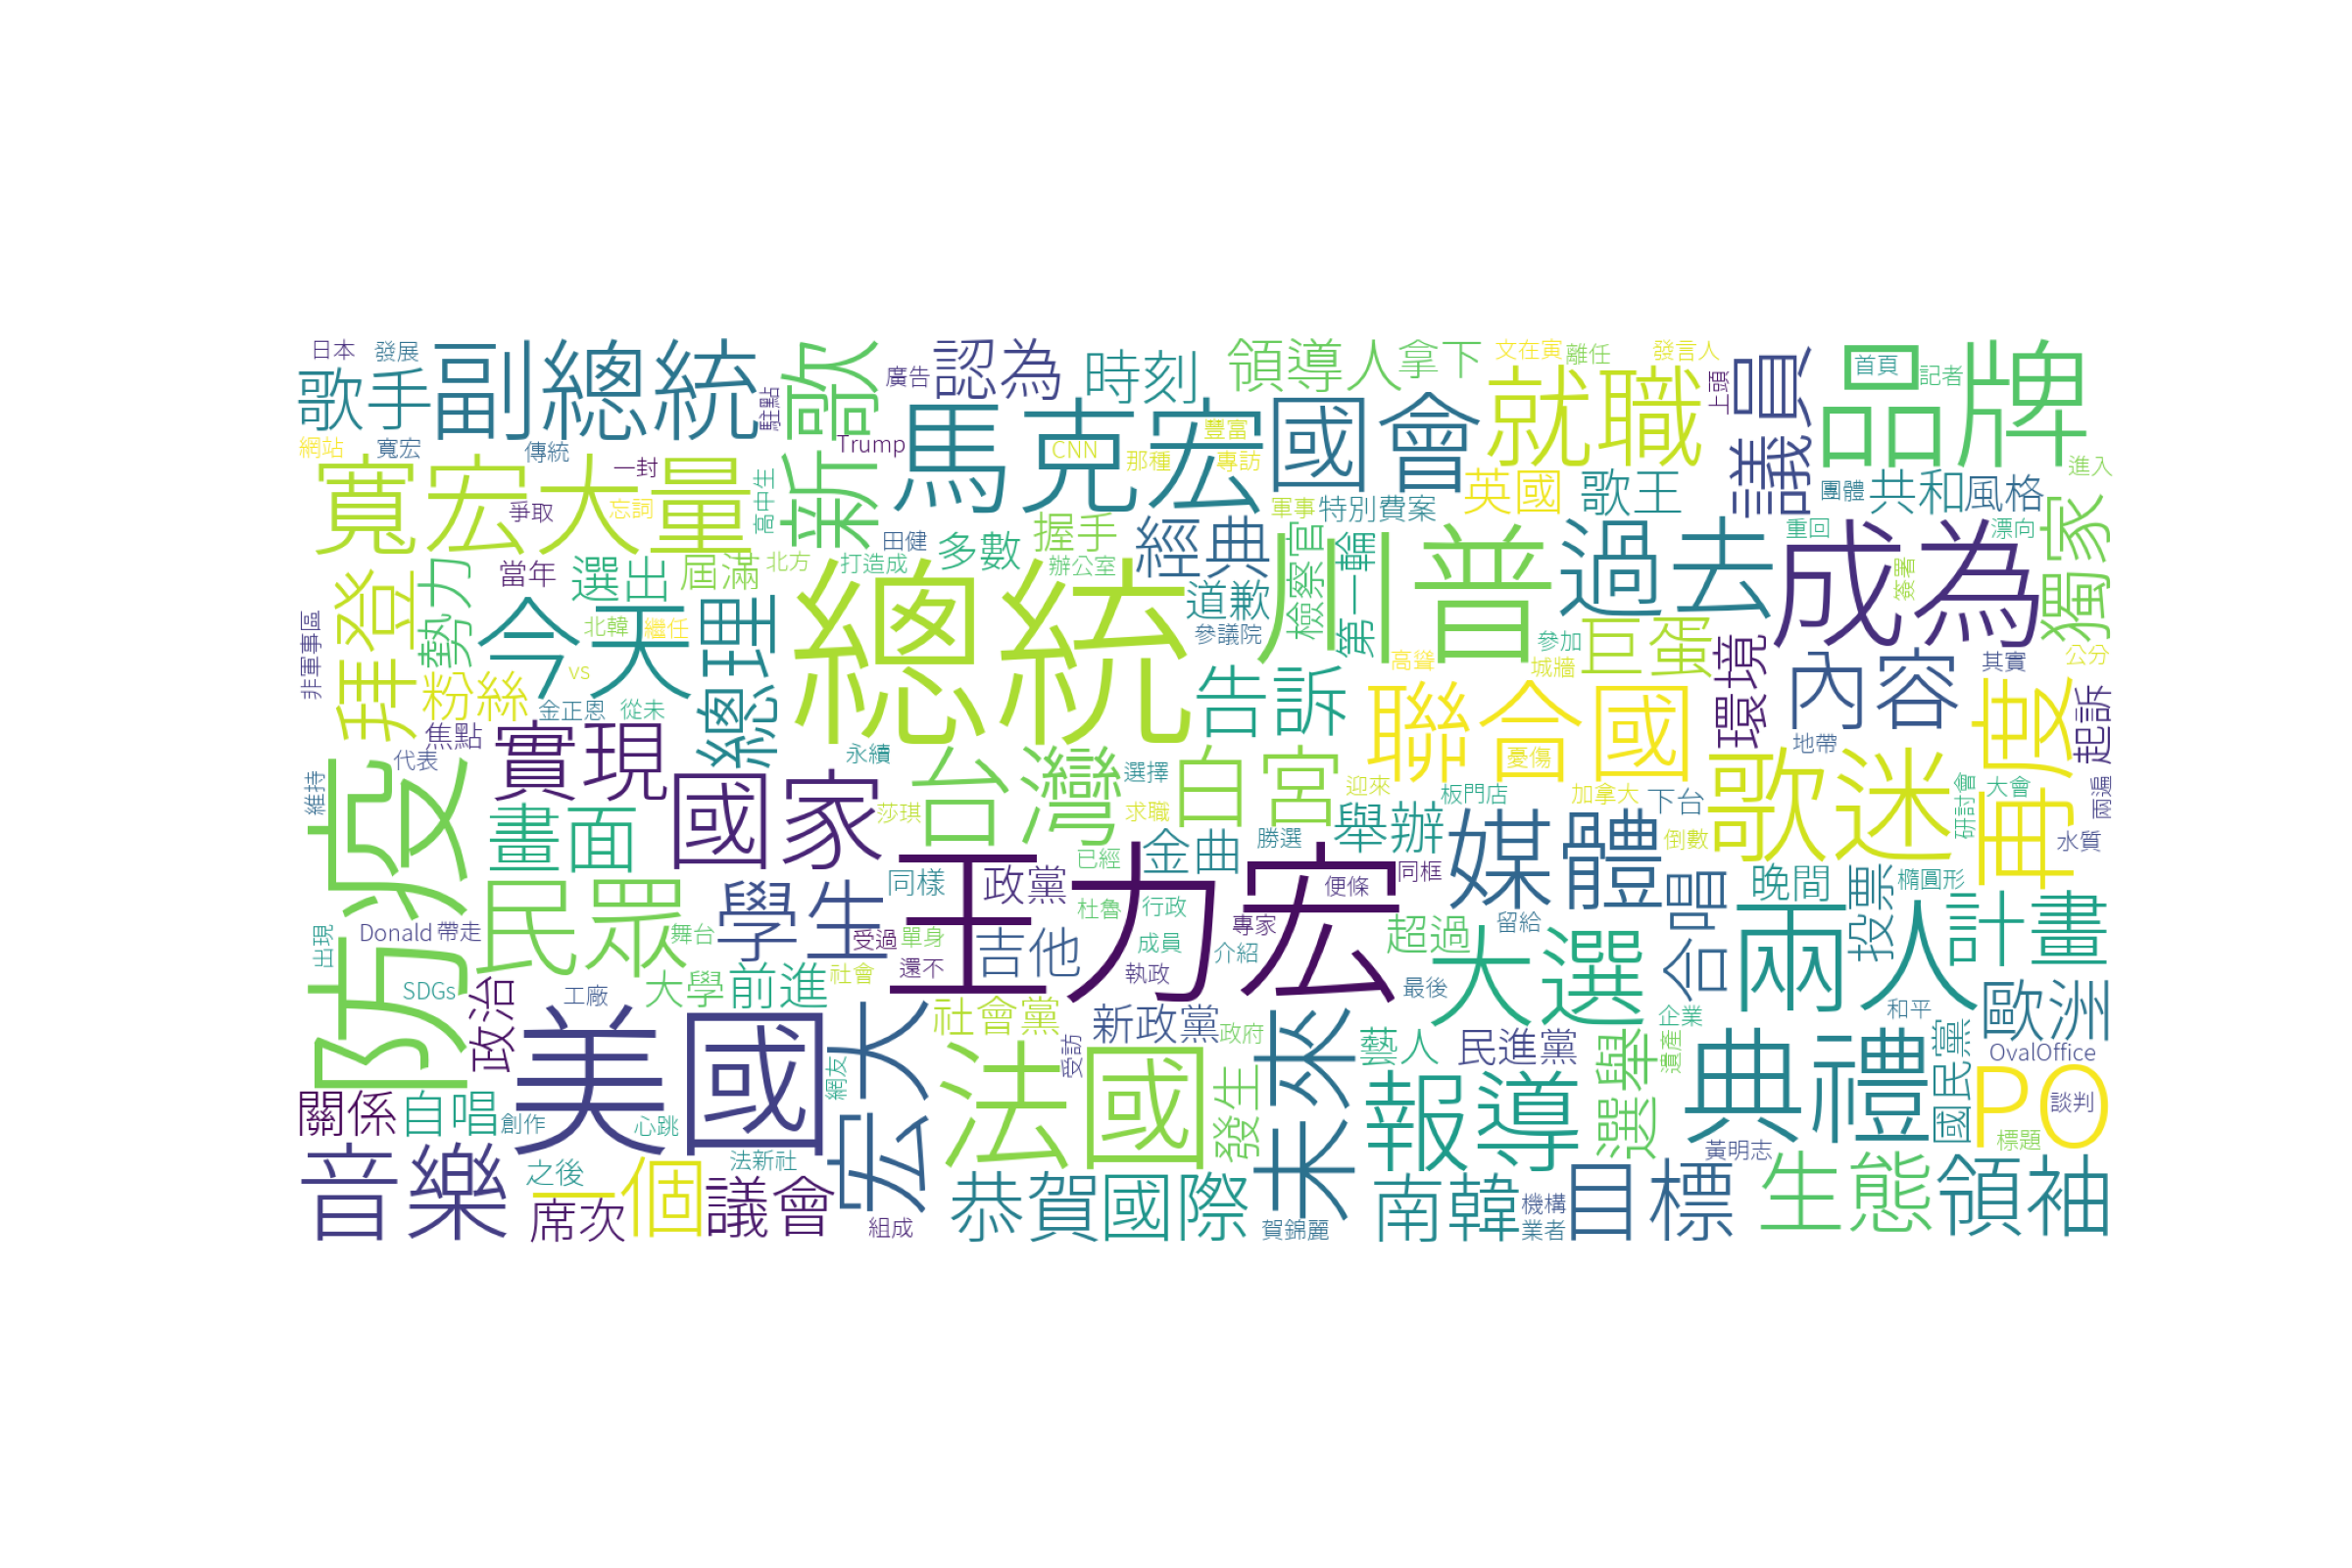 日本
發展
歌手
副總統
駐點
歌
廣告
認為
時刻
領導人
拿下
文在寅
離任
發言人
上頭
議員
品牌
首頁
記者
網站
寬宏
傳統
Trump
馬克宏
CNN
豐富
國會
就職
寬宏大量
一封
爭取
忘詞
高中生
新
那種
專訪
軍事
特別費案
英國
歌王
團體
共和
風格
進入
獨家
拜登
勢力
當年
選出
屆滿
北方
打造成
田健
多數
握手
辦公室
經典
道歉
參議院
川普
檢察官
第一輪
過去
重回
漂向
成為
簽署
非軍事區
今天
北韓
繼任
總理
總統
高聳
參加
城牆
巨蛋
環境
內容
其實
公分
粉絲
vs
金正恩
從未
告訴
聯合國
憂傷
再度
起訴
焦點
代表
實現
國家
永續
台灣
選擇
白宮
迎來
板門店
加拿大
下台
地帶
歌迷
研討會
大會
兩遍
水質
維持
防疫
畫面
莎琪
求職
金曲
勝選
舉辦
媒體
倒數
民眾
學生
同樣
政黨
已經
王力宏
便條
同框
晚間
橢圓形
合唱
投票
兩人
計畫
出現
Donald
帶走
舞台
受過
單身
吉他
杜魯
行政
成員
專家
介紹
超過
留給
大選
SDGs
政治
工廠
大學
前進
社會
還不
執政
最後
企業
和平
歐洲
美國
宏大
網友
社會黨
新政黨
政府
受訪
未來
藝人
民進黨
遺產
選舉
典禮
國民黨
OvalOffice
PO
談判
關係
自唱
創作
心跳
法國
發生
報導
黃明志
標題
音樂
之後
法新社
一個
席次
議會
組成
恭賀
國際
賀錦麗
南韓
機構
業者
目標
生態
領袖